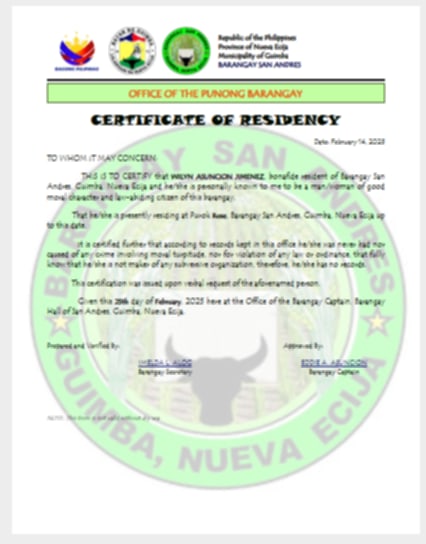 Republic of the Philippines
Province of Nueva Ecija
Municipality of Guimba
BARANGAY SAN ANDRES
BAGONG PILIPINAS
OFFICE OF THE PUNONG BARANGAY
CERTIFICATE OF RESIDENCY
Date: February 14, 2025
TO WHOM IT MAY CONCERN:
THIS IS TO CERTIFY that WILYN ASUNCION JIMENEZ, bonafide resident of Barangay San
Andres, Guimba, Nueva Ecija and he/she is personally known to me to be a man/woman of good
moral character and law-abiding citizen of this barangay.
That he/she is presently residing at Purok Rose, Barangay San Andres, Guimba, Nueva Ecija up
to this date.
It is certified further that according to records kept in this office he/she was never had nor
caused of any crime involving moral turpitude, nor for violation of any law or ordinance, that fully
know that he/she is not maker of any subversive organization, therefore, he/she has no records.
This certification was issued upon verbal request of the aforenamed person.
Given this day of February, 2025 here at the Office of the Barangay Captain, Barangay
Hall of San Andres, Guimba, Nueva Ecija.
Prepared and Verified By: Approved By:
IMELDA L. EDDIE A. ASUNCION
Barangay Secretary Barangay Captain
NOTE: This form is not valid without dry seal
BARANGAY SAN ANDRES
GUIMBA, NUEVA ECIJA